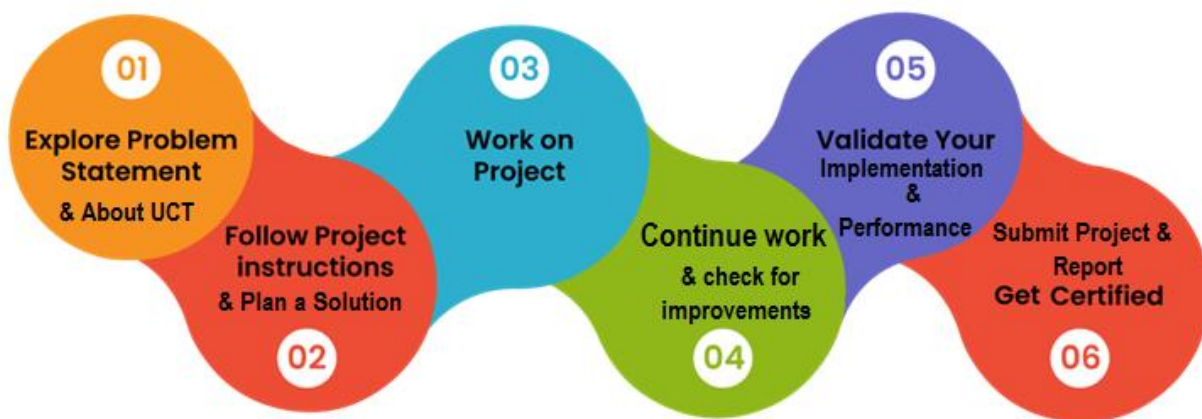 01
Explore Problem
Statement
& About UCT
Follow Project
instructions
& Plan a Solution
02
03
Work on
Project
Continue work
& check for
improvements
04
05
Validate Your
Implementation
&
Performance
Submit Project &
Report
Get Certified
06